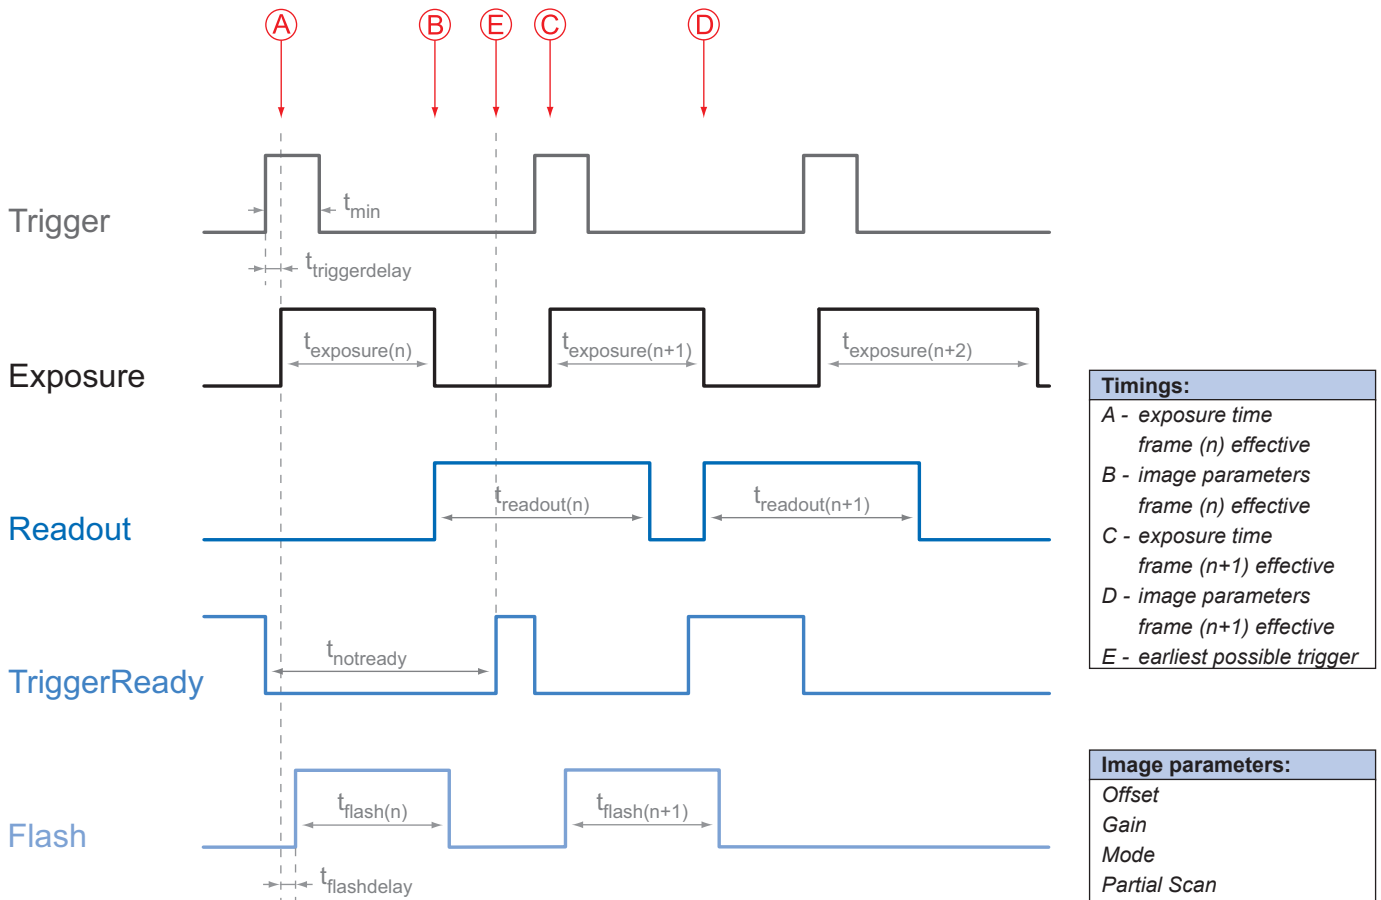 A B E C D
Trigger
tmin
ttriggerdelay
Exposure
texposure(n) texposure(n+1) texposure(n+2)
Readout
treadout(n) treadout(n+1)
TriggerReady
tnotready
Flash
tflash(n) tflash(n+1)
tflashdelay
Timings:
A - exposure time
frame (n) effective
B - image parameters
frame (n) effective
C - exposure time
frame (n+1) effective
D - image parameters
frame (n+1) effective
E - earliest possible trigger
Image parameters:
Offset
Gain
Mode
Partial Scan